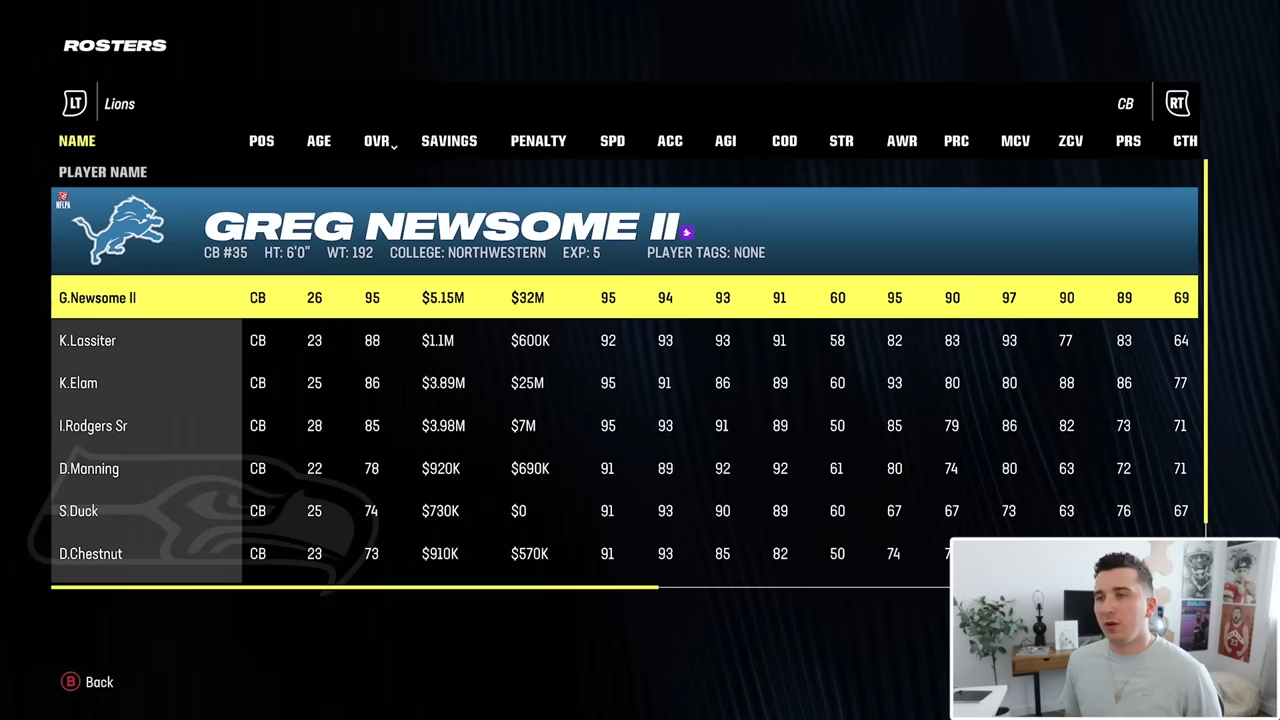 ROSTERS
LT Lions CB RT
NAME POS AGE OVR SAVINGS PENALTY SPD ACC AGI COD STR AWR PRC MCV ZCV PRS CTH
PLAYER NAME
NFLPA
GREG NEWSOME II
CB #35 HT: 6'0" WT: 192 COLLEGE: NORTHWESTERN EXP: 5 PLAYER TAGS: NONE
G.Newsome II CB 26 95 $5.15M $32M 95 94 93 91 60 95 90 97 90 89 69
K.Lassiter CB 23 88 $1.1M $600K 92 93 93 91 58 82 83 93 77 83 64
K.Elam CB 25 86 $3.89M $25M 95 91 86 89 60 93 80 80 88 86 77
I.Rodgers Sr CB 28 85 $3.98M $7M 95 93 91 89 50 85 79 86 82 73 71
D.Manning CB 22 78 $920K $690K 91 89 92 92 61 80 74 80 63 72 71
S.Duck CB 25 74 $730K $0 91 93 90 89 60 67 67 73 63 76 67
D.Chestnut CB 23 73 $910K $570K 91 93 85 82 50 74
B Back